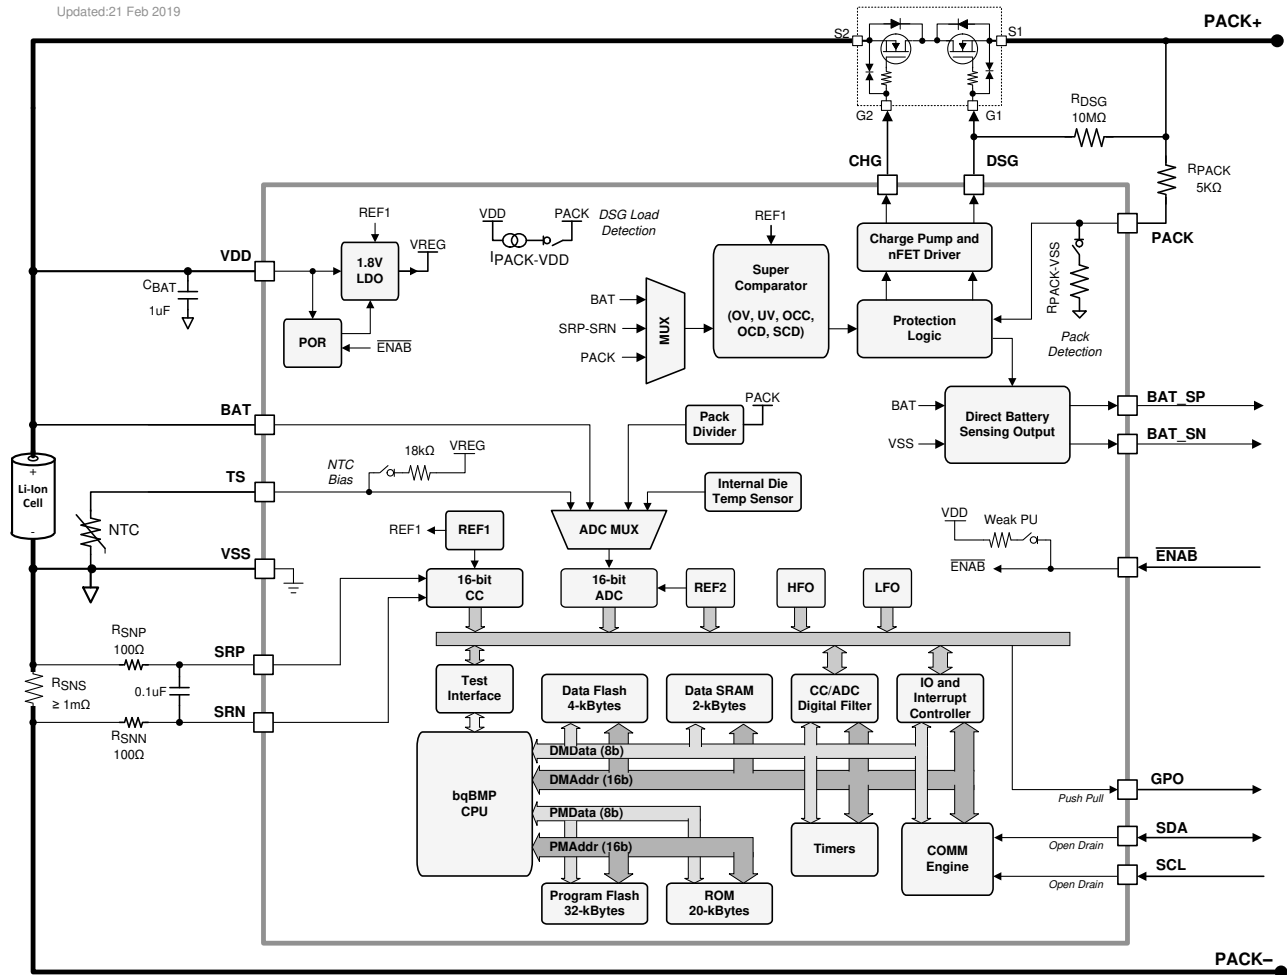 Updated:21 Feb 2019
PACK+
S2
S1
G2
G1
RDSG
10MΩ
CHG
DSG
RPACK
5KΩ
PACK
REF1
VDD
PACK
DSG Load
Detection
IPACK-VDD
VREG
VDD
1.8V
LDO
CBAT
1uF
POR
ENAB
REF1
Super
Comparator
(OV, UV, OCC,
OCD, SCD)
BAT
SRP-SRN
PACK
MUX
Charge Pump and
nFET Driver
Protection
Logic
RPACK-VSS
Pack
Detection
BAT
VSS
Direct Battery
Sensing Output
BAT_SP
BAT_SN
BAT
Pack
Divider
PACK
NTC
Bias
18kΩ
VREG
TS
Internal Die
Temp Sensor
+
Li-Ion
Cell
-
NTC
VSS
REF1
REF1
ADC MUX
VDD
Weak PU
ENAB
ENAB
16-bit
CC
16-bit
ADC
REF2
HFO
LFO
RSNP
100Ω
SRP
RSNS
≥ 1mΩ
0.1uF
SRN
RSNN
100Ω
Test
Interface
Data Flash
4-kBytes
Data SRAM
2-kBytes
CC/ADC
Digital Filter
IO and
Interrupt
Controller
DMData (8b)
DMAddr (16b)
bqBMP
CPU
PMData (8b)
PMAddr (16b)
Program Flash
32-kBytes
ROM
20-kBytes
Timers
COMM
Engine
Push Pull
GPO
Open Drain
SDA
Open Drain
SCL
PACK–